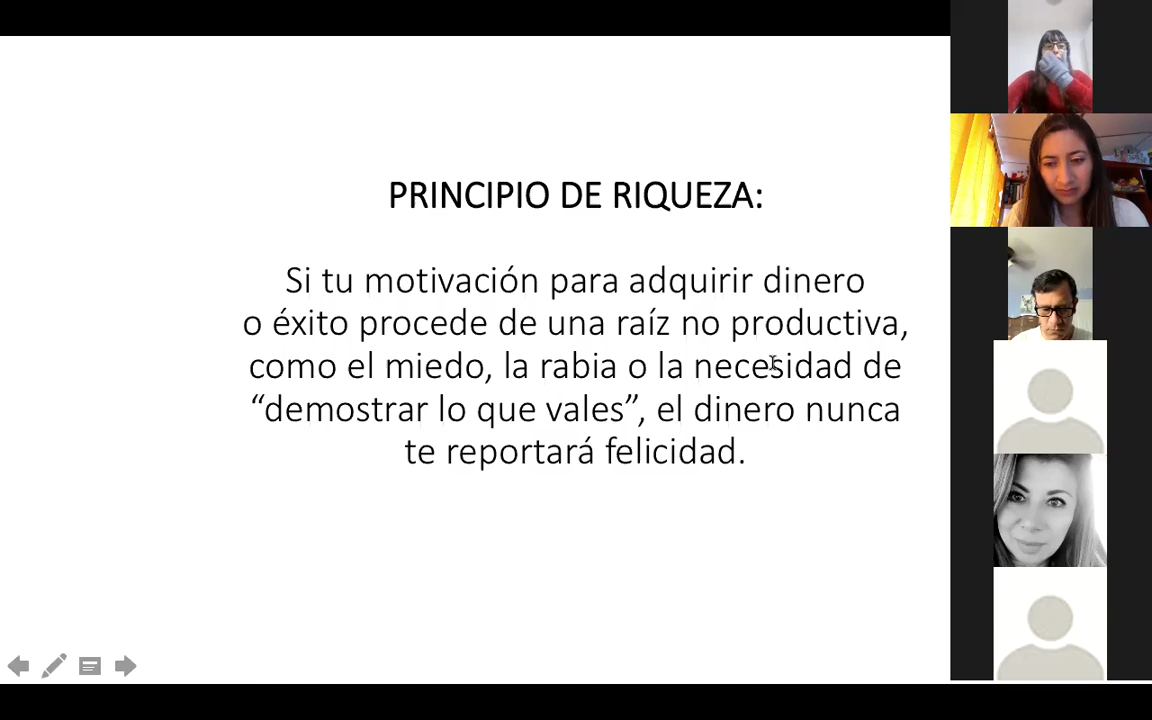 PRINCIPIO DE RIQUEZA:
Si tu motivación para adquirir dinero
o éxito procede de una raíz no productiva,
como el miedo, la rabia o la necesidad de
“demostrar lo que vales”, el dinero nunca
te reportará felicidad.